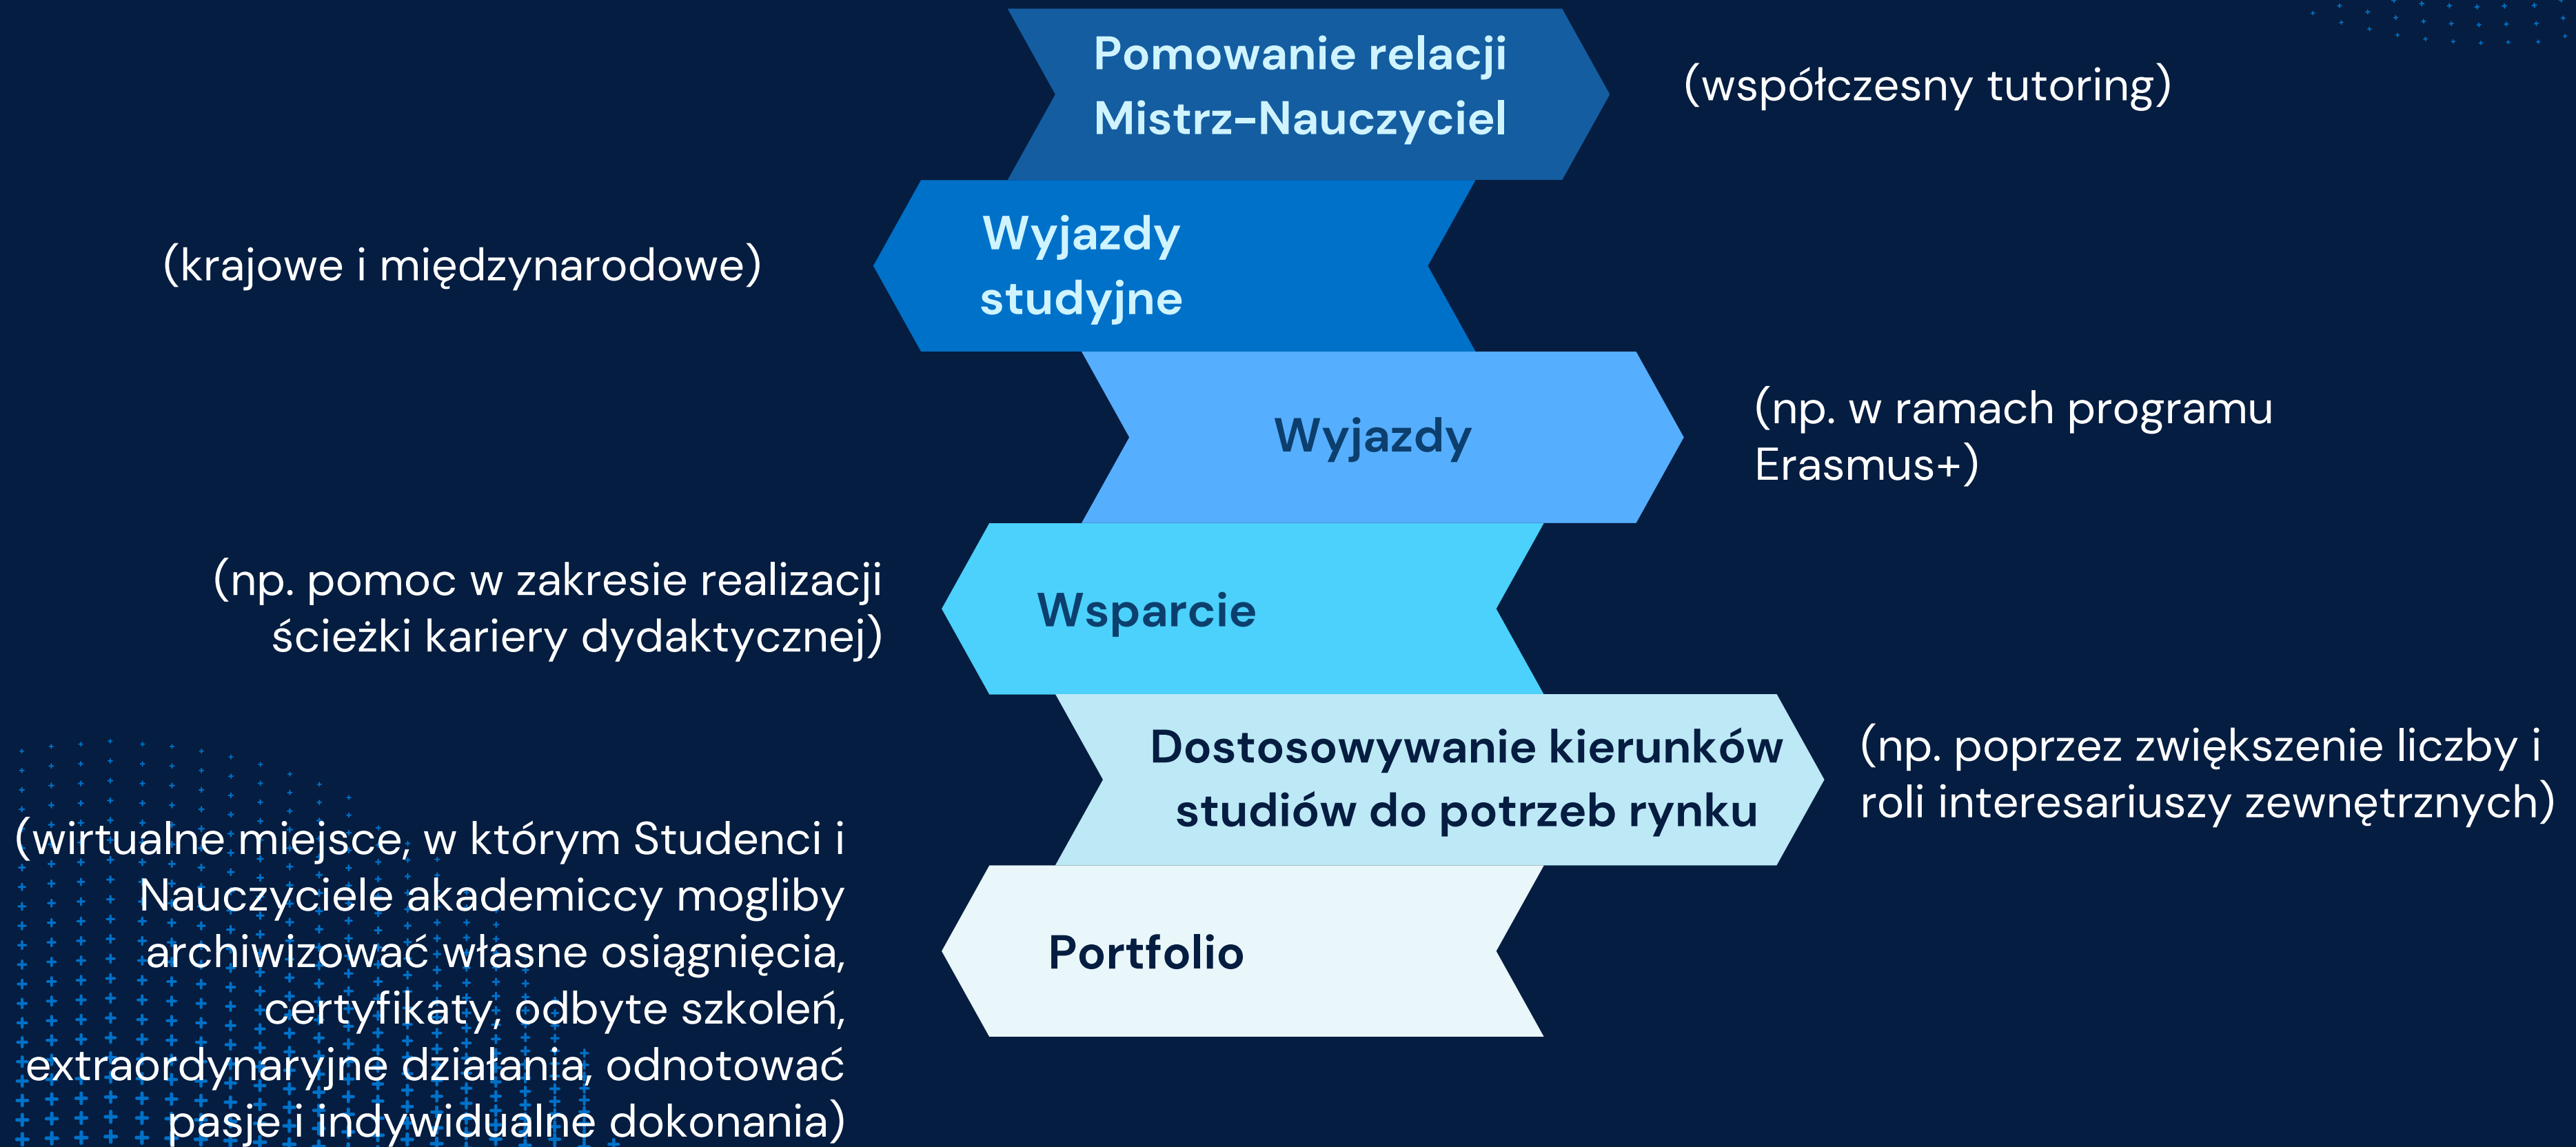 Pomowanie relacji
Mistrz-Nauczyciel
(współczesny tutoring)
Wyjazdy
studyjne
(krajowe i międzynarodowe)
Wyjazdy
(np. w ramach programu
Erasmus+)
Wsparcie
(np. pomoc w zakresie realizacji
ścieżki kariery dydaktycznej)
Dostosowywanie kierunków
studiów do potrzeb rynku
(np. poprzez zwiększenie liczby i
roli interesariuszy zewnętrznych)
Portfolio
(wirtualne miejsce, w którym Studenci i
Nauczyciele akademiccy mogliby
archiwizować własne osiągnięcia,
certyfikaty, odbyte szkoleń,
extraordynaryjne działania, odnotować
pasje i indywidualne dokonania)